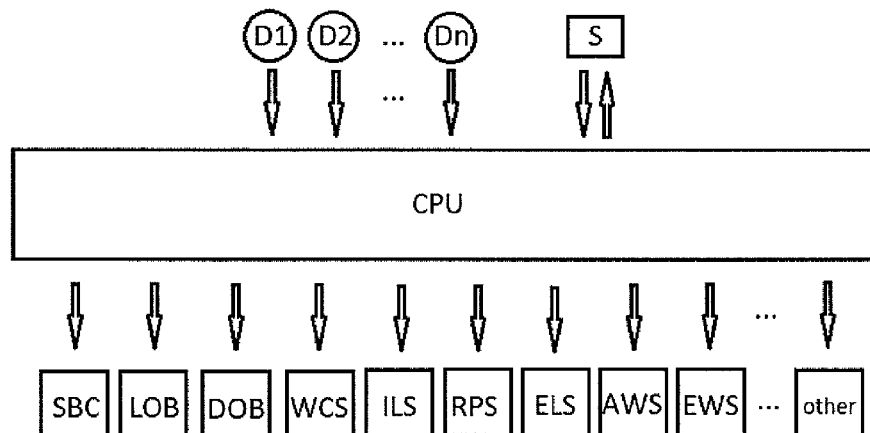 D1 D2 ... Dn S
...  ...
CPU
...
SBC LOB DOB WCS ILS RPS ELS AWS EWS ... other